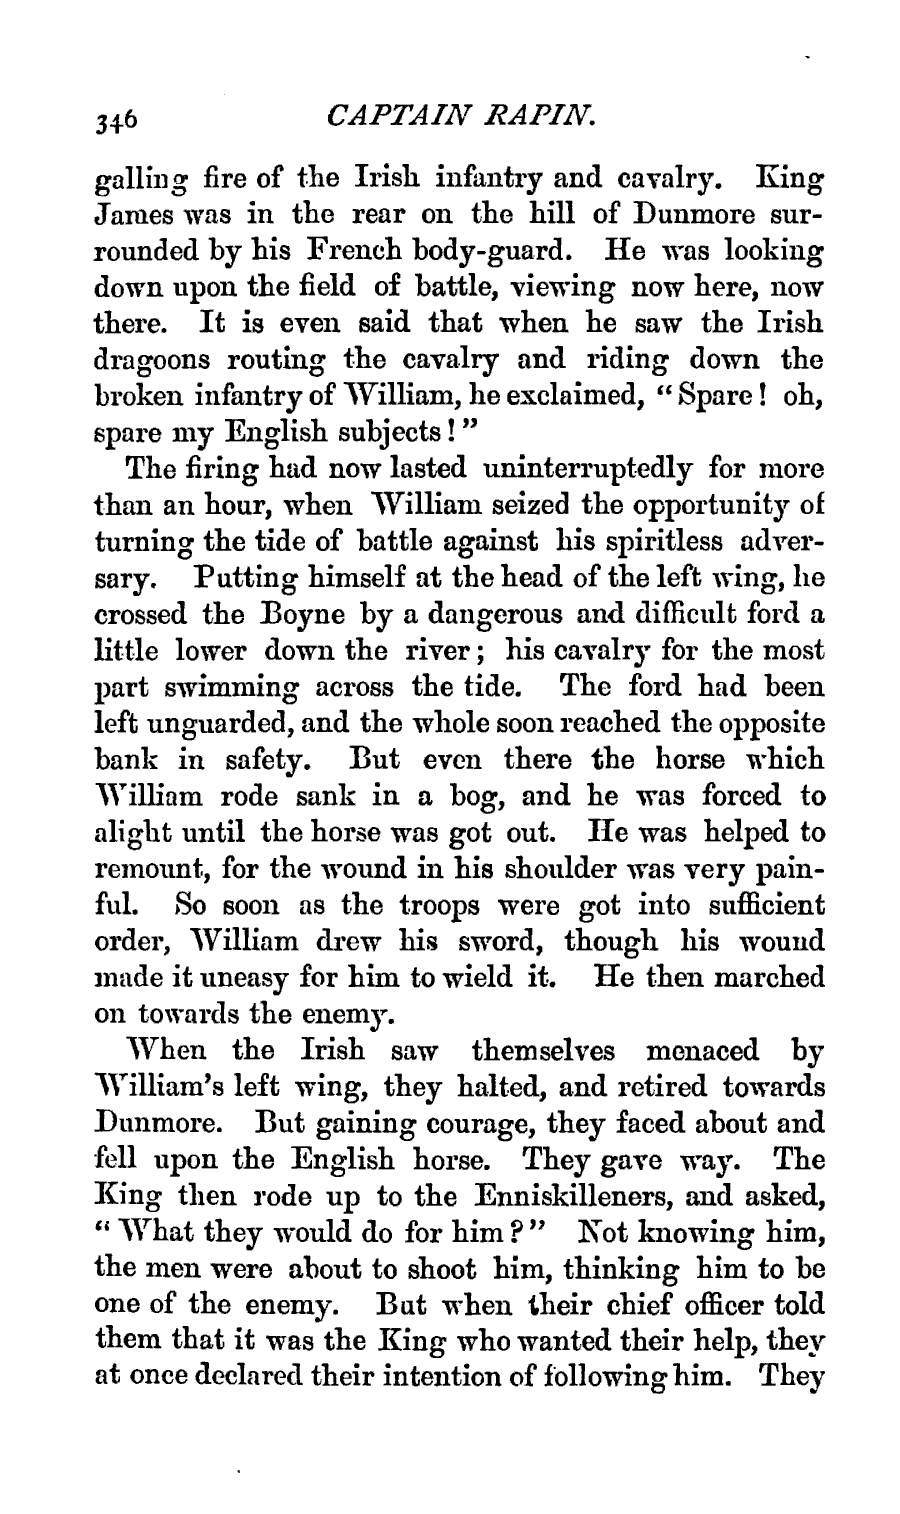 346 CAPTAIN RAPIN.
galling fire of the Irish infantry and cavalry. King
James was in the rear on the hill of Dunmore sur-
rounded by his French body-guard. He was looking
down upon the field of battle, viewing now here, now
there. It is even said that when he saw the Irish
dragoons routing the cavalry and riding down the
broken infantry of William, he exclaimed, "Spare! oh,
spare my English subjects!"
The firing had now lasted uninterruptedly for more
than an hour, when William seized the opportunity of
turning the tide of battle against his spiritless adver-
sary. Putting himself at the head of the left wing, he
crossed the Boyne by a dangerous and difficult ford a
little lower down the river; his cavalry for the most
part swimming across the tide. The ford had been
left unguarded, and the whole soon reached the opposite
bank in safety. But even there the horse which
William rode sank in a bog, and he was forced to
alight until the horse was got out. He was helped to
remount, for the wound in his shoulder was very pain-
ful. So soon as the troops were got into sufficient
order, William drew his sword, though his wound
made it uneasy for him to wield it. He then marched
on towards the enemy.
When the Irish saw themselves menaced by
William's left wing, they halted, and retired towards
Dunmore. But gaining courage, they faced about and
fell upon the English horse. They gave way. The
King then rode up to the Enniskilleners, and asked,
"What they would do for him?" Not knowing him,
the men were about to shoot him, thinking him to be
one of the enemy. But when their chief officer told
them that it was the King who wanted their help, they
at once declared their intention of following him. They